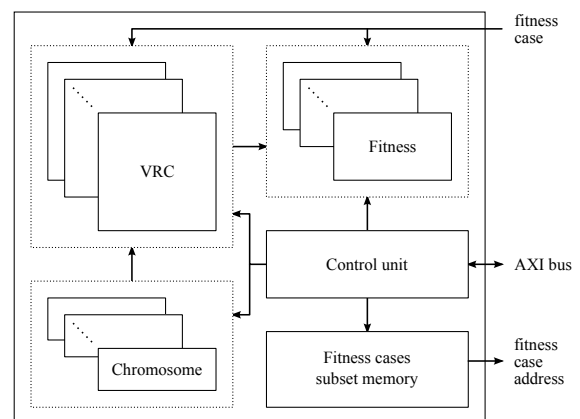 fitness
case
VRC
Fitness
Control unit
AXI bus
Chromosome
Fitness cases
subset memory
fitness
case
address